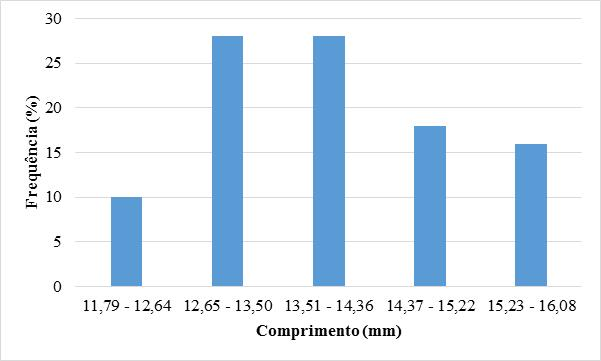 30
25
20
15
10
5
0
Frequência (%)
11,79 - 12,64 12,65 - 13,50 13,51 - 14,36 14,37 - 15,22 15,23 - 16,08
Comprimento (mm)